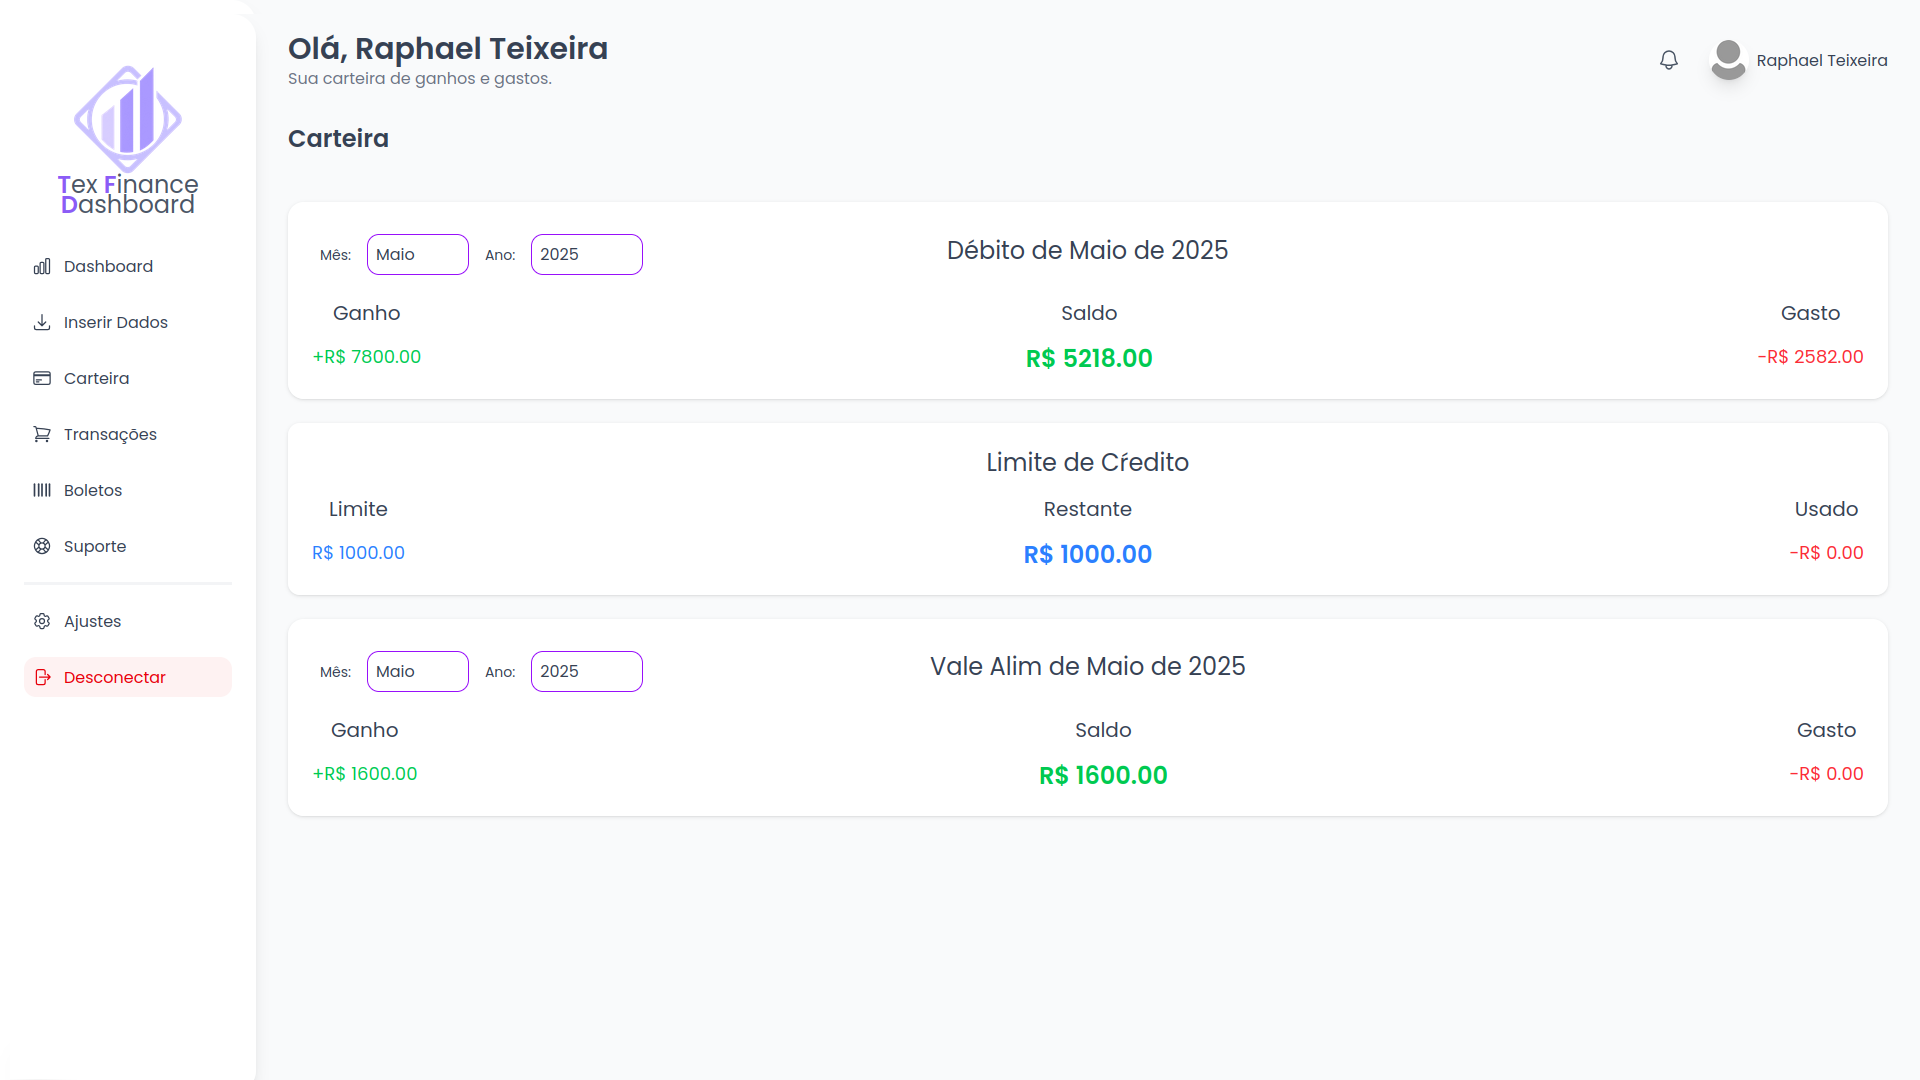 Tex Finance
Dashboard
Dashboard
Inserir Dados
Carteira
Transações
Boletos
Suporte
Ajustes
Desconectar
Olá, Raphael Teixeira
Sua carteira de ganhos e gastos.
Raphael Teixeira
Carteira
Mês: Maio Ano: 2025
Débito de Maio de 2025
Ganho Saldo Gasto
+R$ 7800.00 R$ 5218.00 -R$ 2582.00
Limite de Cŕedito
Limite Restante Usado
R$ 1000.00 R$ 1000.00 -R$ 0.00
Mês: Maio Ano: 2025
Vale Alim de Maio de 2025
Ganho Saldo Gasto
+R$ 1600.00 R$ 1600.00 -R$ 0.00